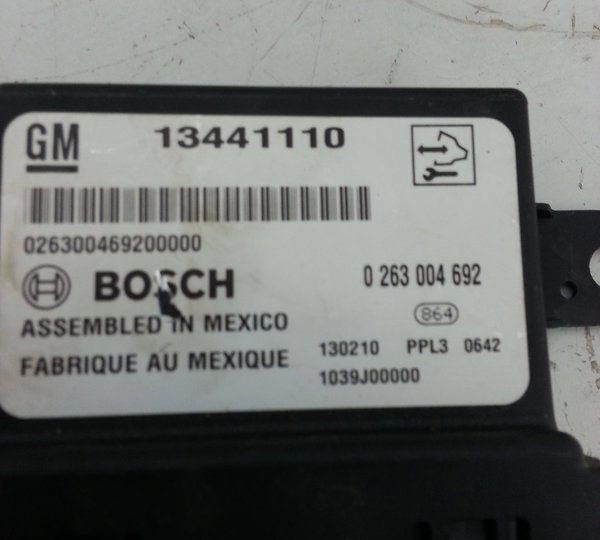 GM 13441110
026300469200000
BOSCH 0 263 004 692
864
ASSEMBLED IN MEXICO
FABRIQUE AU MEXIQUE 130210 PPL3 0642
1039J00000